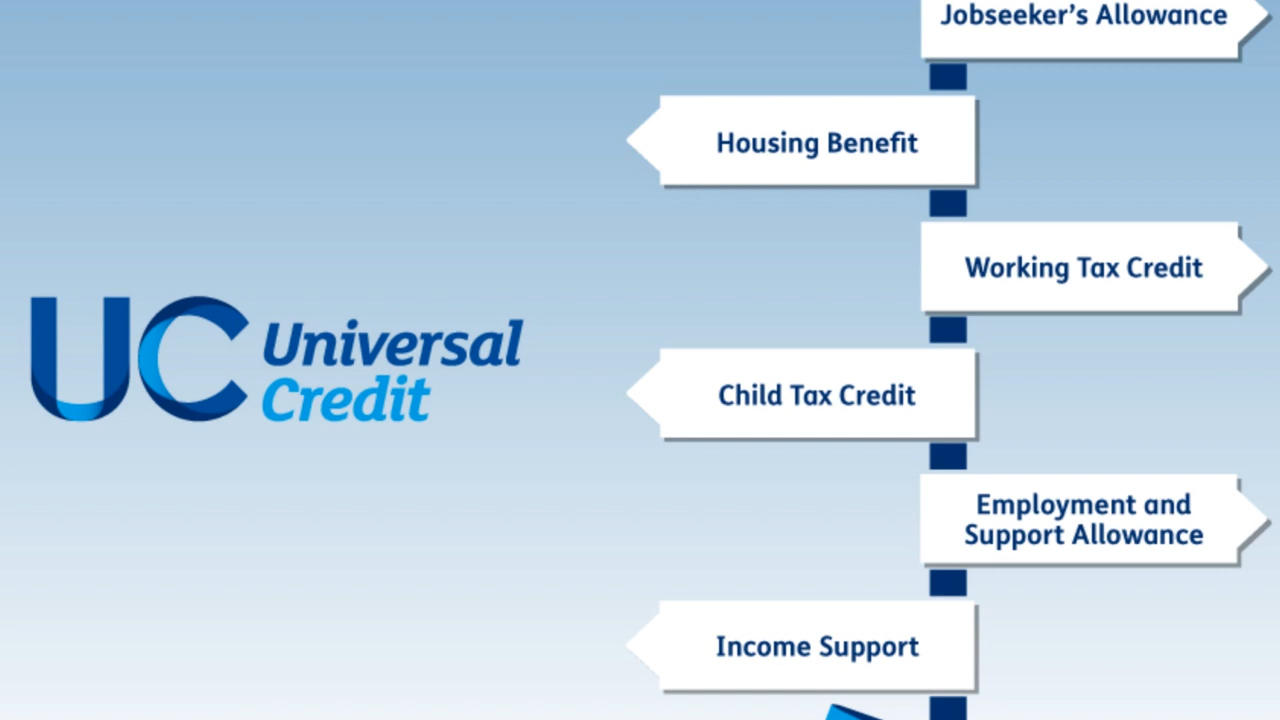 Jobseeker’s Allowance
Housing Benefit
Working Tax Credit
UC Universal
Credit
Child Tax Credit
Employment and
Support Allowance
Income Support